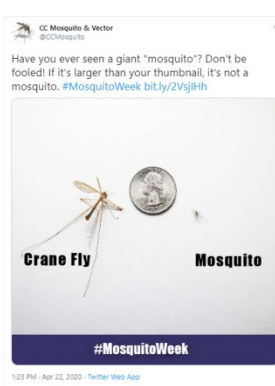 CC Mosquito & Vector
@CCMosquito
Have you ever seen a giant "mosquito"? Don't be
fooled! If it's larger than your thumbnail, it's not a
mosquito. #MosquitoWeek bit.ly/2VsjIHh
Crane Fly
Mosquito
#MosquitoWeek
1:23 PM · Apr 22, 2020 · Twitter Web App